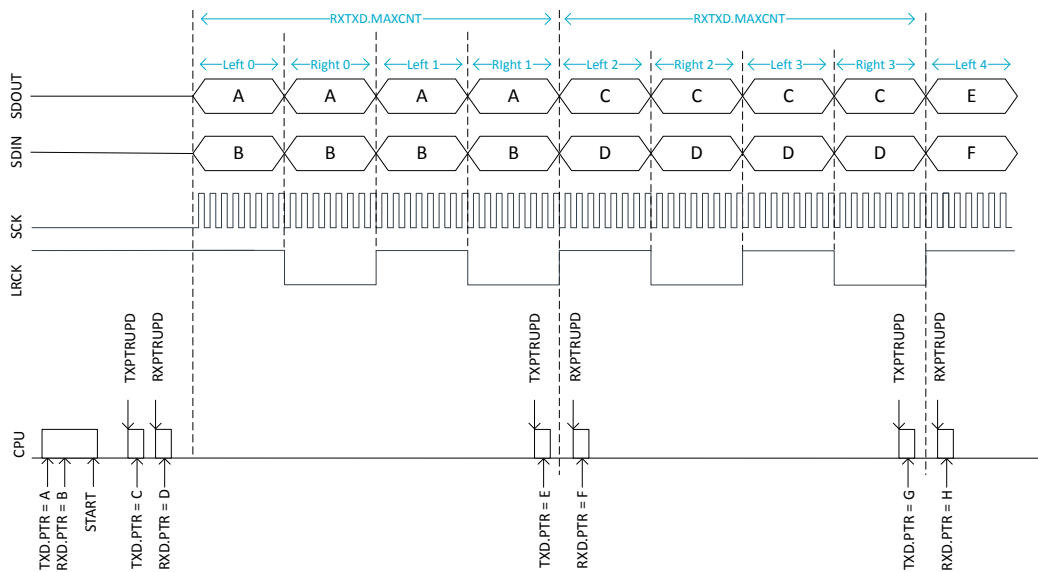 RXTXD.MAXCNT RXTXD.MAXCNT
Left 0 Right 0 Left 1 RIght 1 Left 2 Right 2 Left 3 Right 3 Left 4
SDOUT A A A A C C C C E
SDIN B B B B D D D D F
SCK
LRCK
TXPTRUPD RXPTRUPD TXPTRUPD RXPTRUPD TXPTRUPD RXPTRUPD
CPU
TXD.PTR = A RXD.PTR = B START TXD.PTR = C RXD.PTR = D TXD.PTR = E RXD.PTR = F TXD.PTR = G RXD.PTR = H